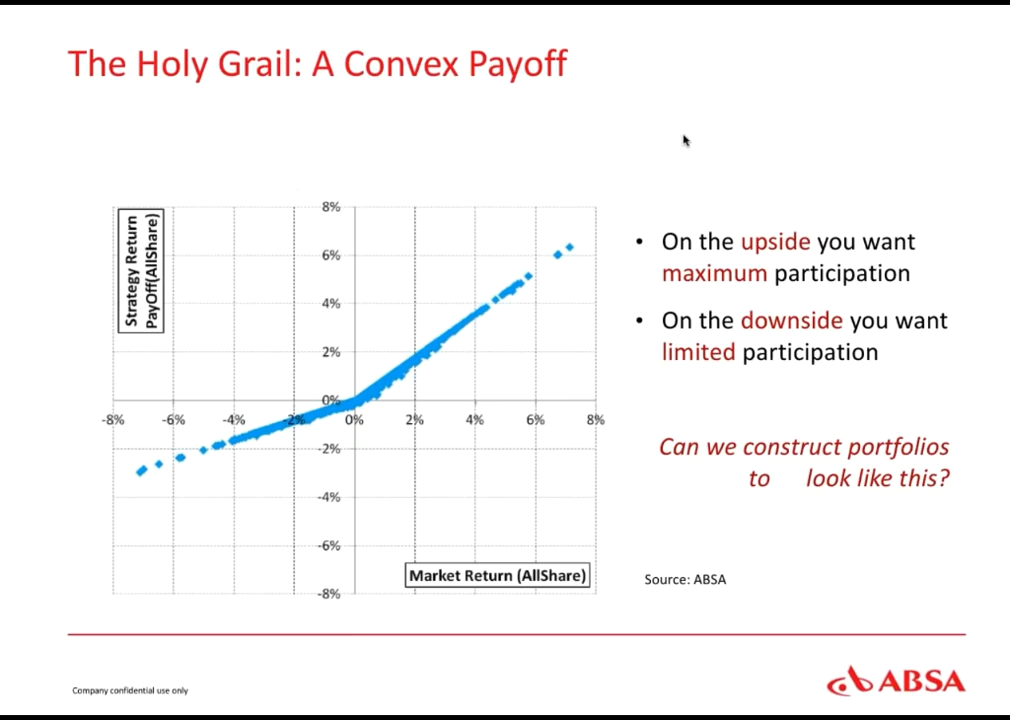 The Holy Grail: A Convex Payoff
Strategy Return
PayOff(AllShare)
8%
6%
4%
2%
0%
-8%
-6%
-4%
-2%
0%
2%
4%
6%
8%
-2%
-4%
-6%
-8%
Market Return (AllShare)
• On the upside you want
maximum participation
• On the downside you want
limited participation
Can we construct portfolios
to look like this?
Source: ABSA
Company confidential use only
ABSA